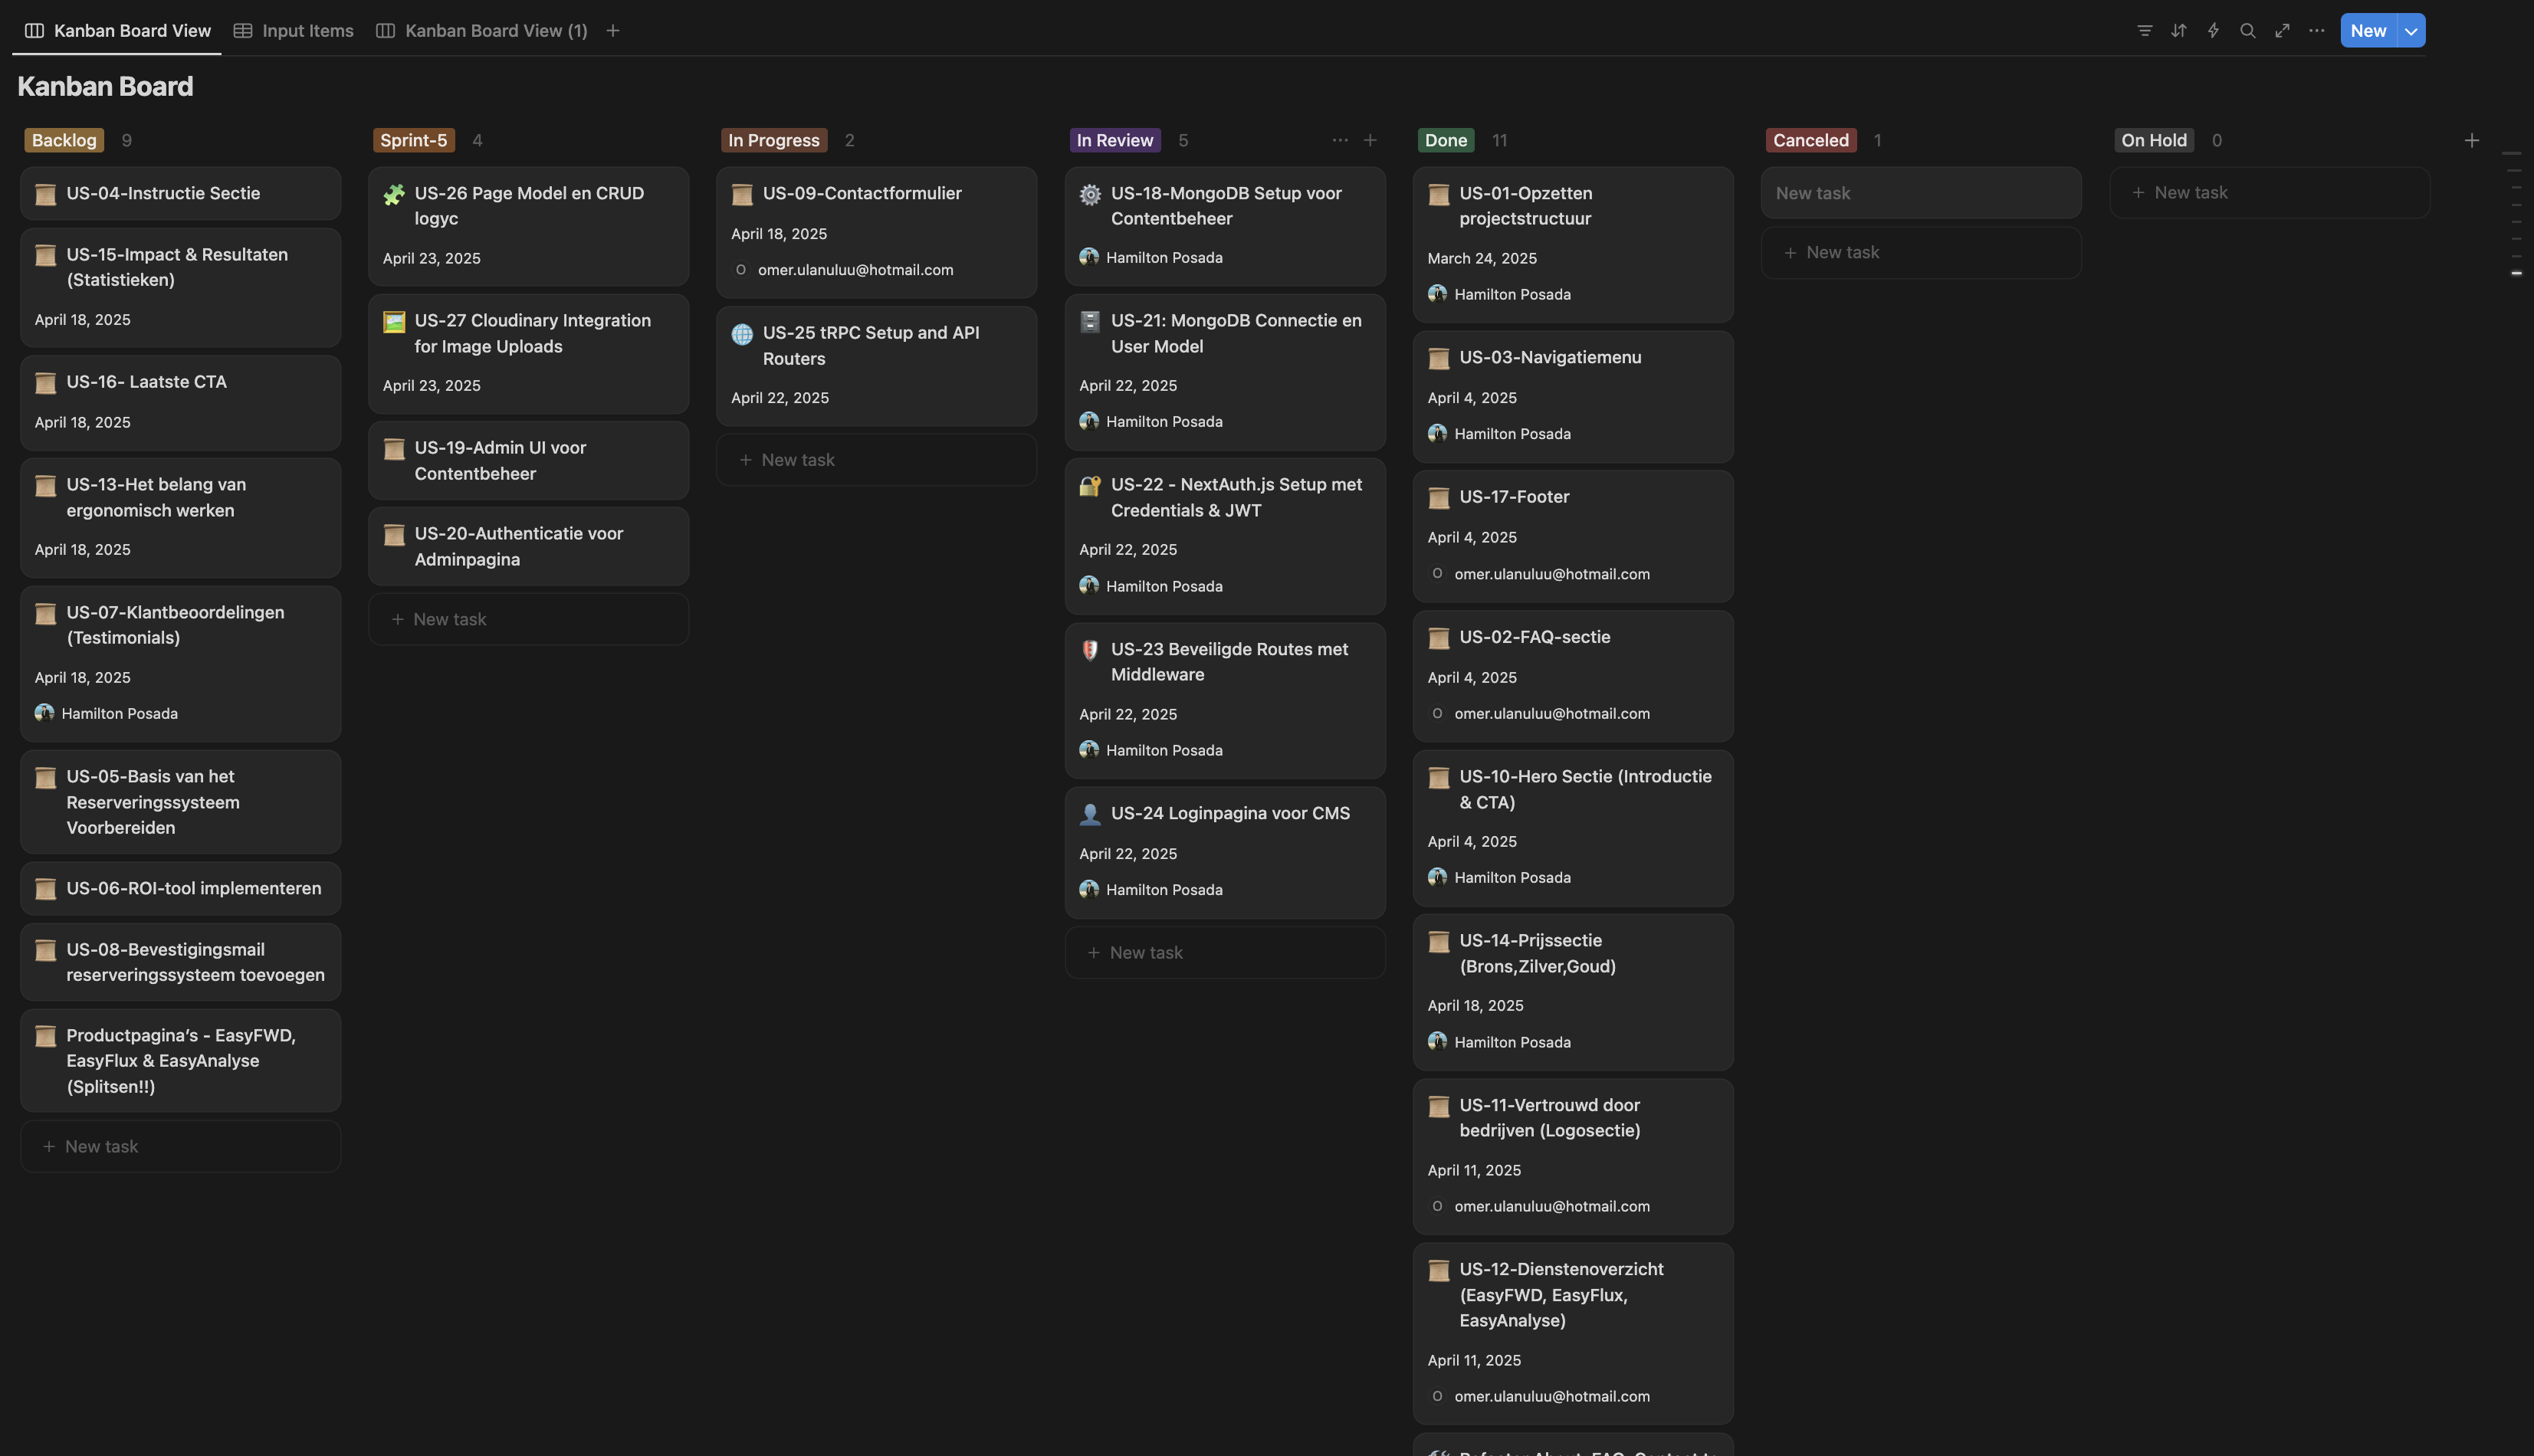 Kanban Board View
Input Items
Kanban Board View (1)
New
Kanban Board
Backlog 9
US-04-Instructie Sectie
US-15-Impact & Resultaten
(Statistieken)
April 18, 2025
US-16- Laatste CTA
April 18, 2025
US-13-Het belang van
ergonomisch werken
April 18, 2025
US-07-Klantbeoordelingen
(Testimonials)
April 18, 2025
Hamilton Posada
US-05-Basis van het
Reserveringssysteem
Voorbereiden
US-06-ROI-tool implementeren
US-08-Bevestigingsmail
reserveringssysteem toevoegen
Productpagina’s - EasyFWD,
EasyFlux & EasyAnalyse
(Splitsen!!)
+ New task
Sprint-5 4
US-26 Page Model en CRUD
logyc
April 23, 2025
US-27 Cloudinary Integration
for Image Uploads
April 23, 2025
US-19-Admin UI voor
Contentbeheer
US-20-Authenticatie voor
Adminpagina
+ New task
In Progress 2
US-09-Contactformulier
April 18, 2025
O omer.ulanuluu@hotmail.com
US-25 tRPC Setup and API
Routers
April 22, 2025
+ New task
In Review 5
US-18-MongoDB Setup voor
Contentbeheer
Hamilton Posada
US-21: MongoDB Connectie en
User Model
April 22, 2025
Hamilton Posada
US-22 - NextAuth.js Setup met
Credentials & JWT
April 22, 2025
Hamilton Posada
US-23 Beveiligde Routes met
Middleware
April 22, 2025
Hamilton Posada
US-24 Loginpagina voor CMS
April 22, 2025
Hamilton Posada
+ New task
Done 11
US-01-Opzetten
projectstructuur
March 24, 2025
Hamilton Posada
US-03-Navigatiemenu
April 4, 2025
Hamilton Posada
US-17-Footer
April 4, 2025
O omer.ulanuluu@hotmail.com
US-02-FAQ-sectie
April 4, 2025
O omer.ulanuluu@hotmail.com
US-10-Hero Sectie (Introductie
& CTA)
April 4, 2025
Hamilton Posada
US-14-Prijssectie
(Brons,Zilver,Goud)
April 18, 2025
Hamilton Posada
US-11-Vertrouwd door
bedrijven (Logosectie)
April 11, 2025
O omer.ulanuluu@hotmail.com
US-12-Dienstenoverzicht
(EasyFWD, EasyFlux,
EasyAnalyse)
April 11, 2025
O omer.ulanuluu@hotmail.com
Canceled 1
New task
+ New task
On Hold 0
+ New task